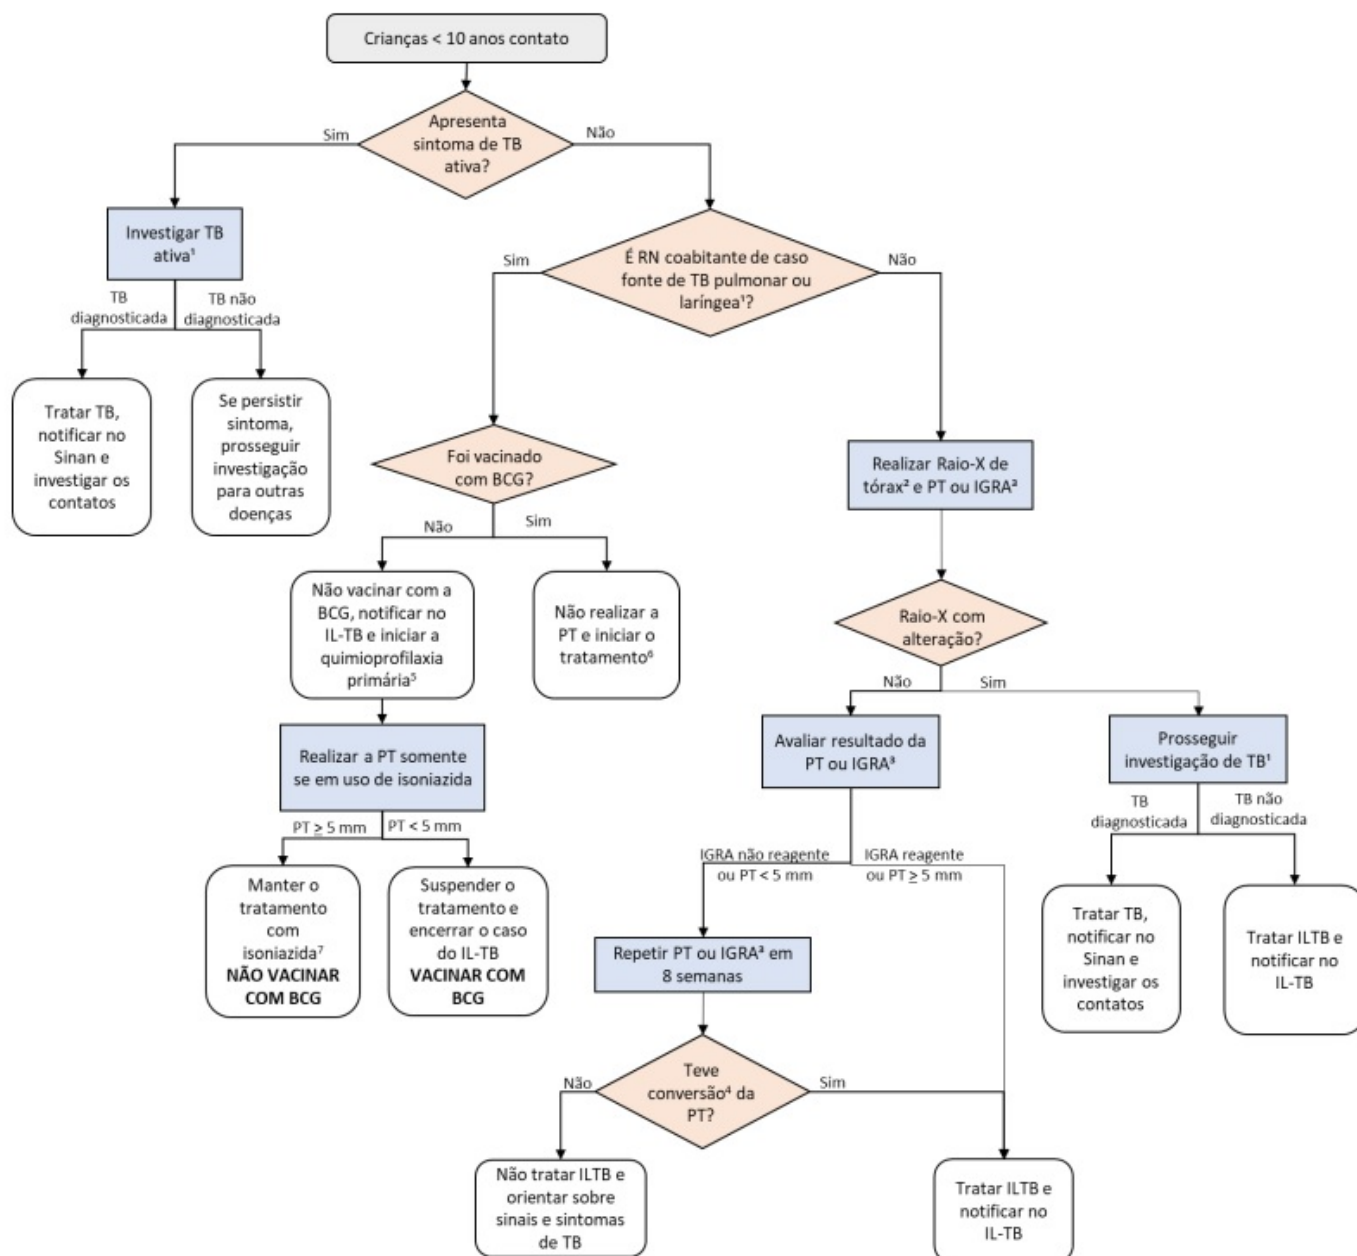 Crianças < 10 anos contato
Apresenta
sintoma de TB
ativa?
Sim
Não
Investigar TB
ativa¹
É RN coabitante de caso
fonte de TB pulmonar ou
laríngea¹?
Sim
Não
TB
diagnosticada
TB não
diagnosticada
Tratar TB,
notificar no
Sinan e
investigar os
contatos
Se persistir
sintoma,
prosseguir
investigação
para outras
doenças
Foi vacinado
com BCG?
Realizar Raio-X de
tórax² e PT ou IGRA³
Não
Sim
Não vacinar com a
BCG, notificar no
IL-TB e iniciar a
quimioprofilaxia
primária⁵
Não realizar a
PT e iniciar o
tratamento⁶
Raio-X com
alteração?
Não
Sim
Realizar a PT somente
se em uso de isoniazida
Avaliar resultado da
PT ou IGRA³
Prosseguir
investigação de TB¹
PT ≥ 5 mm
PT < 5 mm
TB
diagnosticada
TB não
diagnosticada
IGRA não reagente
ou PT < 5 mm
IGRA reagente
ou PT ≥ 5 mm
Manter o
tratamento
com
isoniazida⁷
NÃO VACINAR
COM BCG
Suspender o
tratamento e
encerrar o caso
do IL-TB
VACINAR COM
BCG
Tratar TB,
notificar no
Sinan e
investigar os
contatos
Tratar ILTB e
notificar no
IL-TB
Repetir PT ou IGRA³ em
8 semanas
Teve
conversão⁴ da
PT?
Não
Sim
Não tratar ILTB e
orientar sobre
sinais e sintomas
de TB
Tratar ILTB e
notificar no
IL-TB